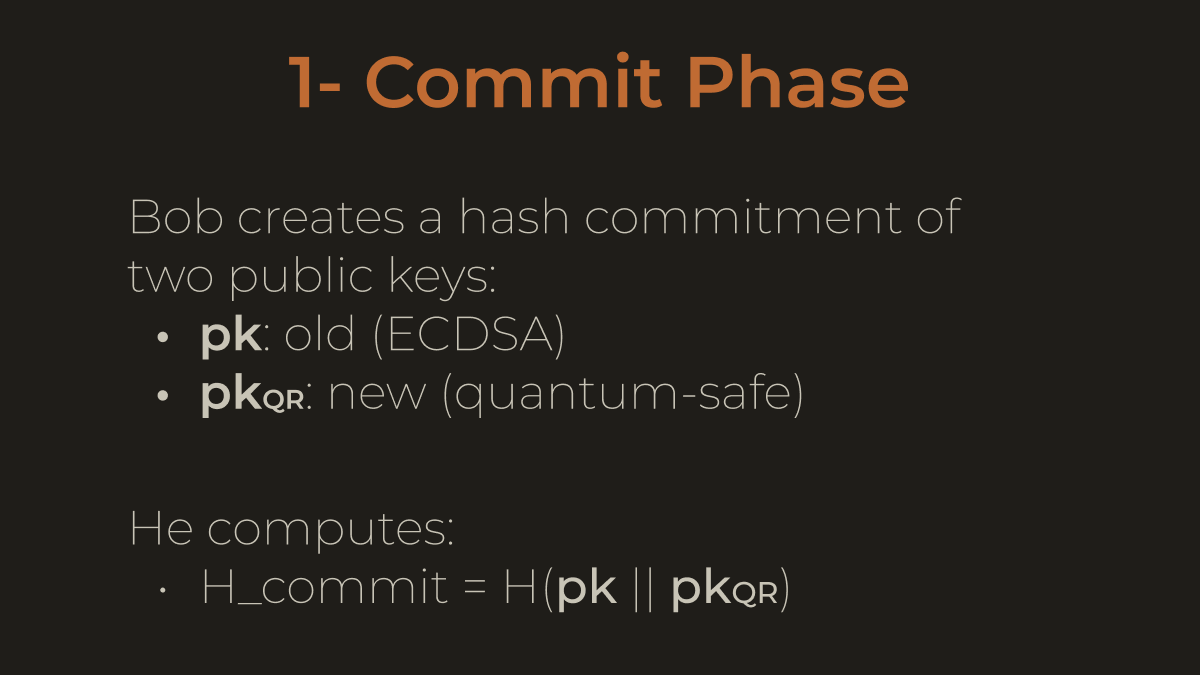 1- Commit Phase
Bob creates a hash commitment of
two public keys:
• pk: old (ECDSA)
• pkQR: new (quantum-safe)
He computes:
• H_commit = H(pk || pkQR)